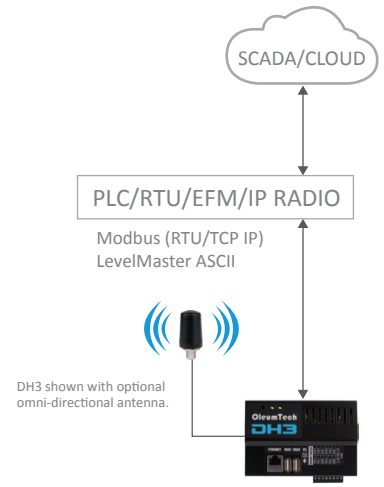 SCADA/CLOUD
PLC/RTU/EFM/IP RADIO
Modbus (RTU/TCP IP)
LevelMaster ASCII
DH3 shown with optional
omni-directional antenna.
OleumTech
DH3
ETHERNET